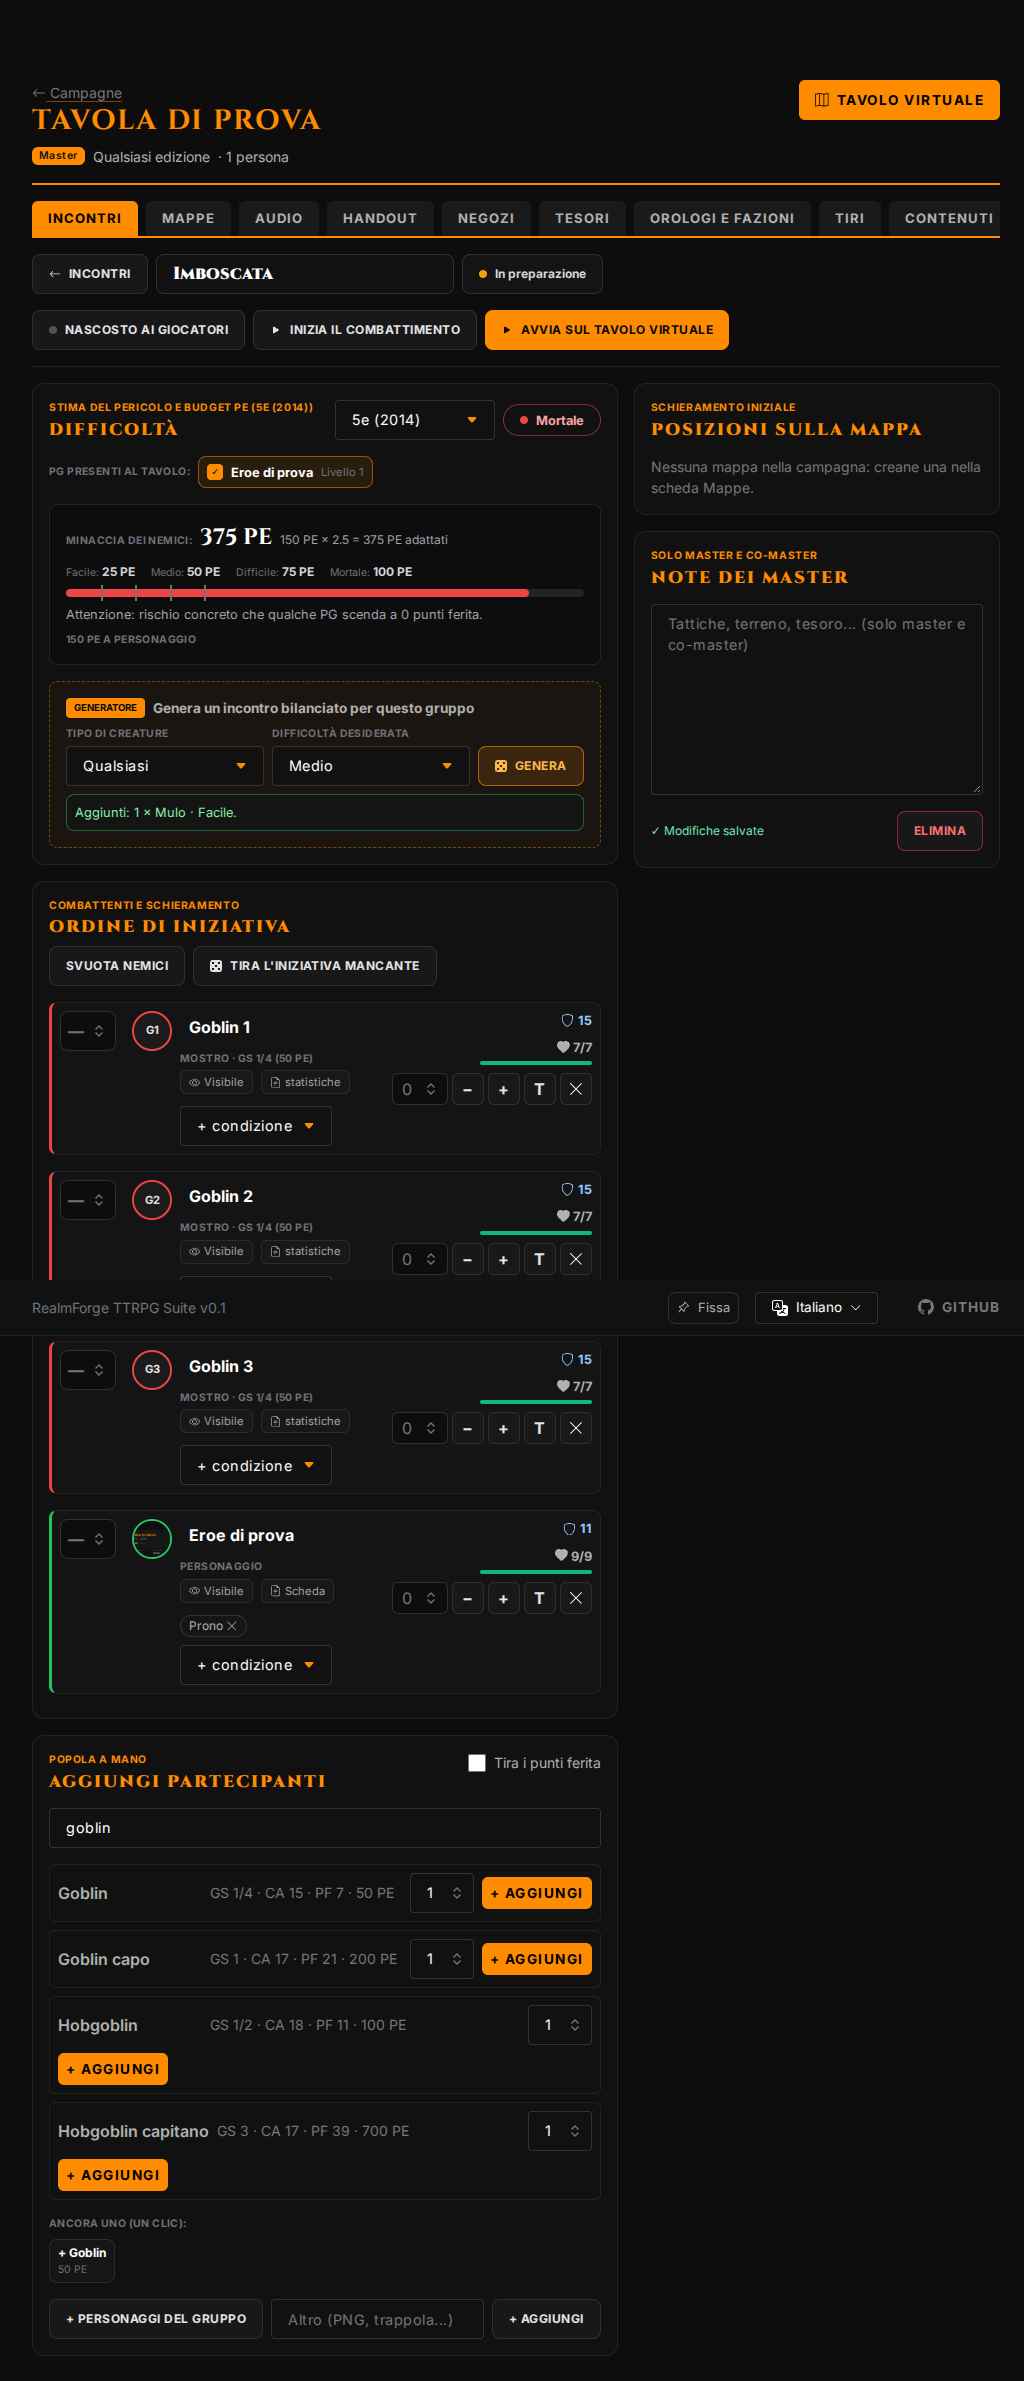 ← Campagne
TAVOLA DI PROVA
TAVOLO VIRTUALE
Master Qualsiasi edizione · 1 persona
INCONTRI MAPPE AUDIO HANDOUT NEGOZI TESORI OROLOGI E FAZIONI TIRI CONTENUTI
← INCONTRI Imboscata In preparazione
NASCOSTO AI GIOCATORI INIZIA IL COMBATTIMENTO AVVIA SUL TAVOLO VIRTUALE
STIMA DEL PERICOLO E BUDGET PE (5E (2014))
DIFFICOLTÀ
5e (2014) Mortale
PG PRESENTI AL TAVOLO: ✓ Eroe di prova Livello 1
MINACCIA DEI NEMICI: 375 PE 150 PE × 2.5 = 375 PE adattati
Facile: 25 PE Medio: 50 PE Difficile: 75 PE Mortale: 100 PE
Attenzione: rischio concreto che qualche PG scenda a 0 punti ferita.
150 PE A PERSONAGGIO
GENERATORE Genera un incontro bilanciato per questo gruppo
TIPO DI CREATURE DIFFICOLTÀ DESIDERATA
Qualsiasi Medio GENERA
Aggiunti: 1 × Mulo · Facile.
SCHIERAMENTO INIZIALE
POSIZIONI SULLA MAPPA
Nessuna mappa nella campagna: creane una nella
scheda Mappe.
SOLO MASTER E CO-MASTER
NOTE DEI MASTER
Tattiche, terreno, tesoro... (solo master e
co-master)
✓ Modifiche salvate ELIMINA
COMBATTENTI E SCHIERAMENTO
ORDINE DI INIZIATIVA
SVUOTA NEMICI TIRA L'INIZIATIVA MANCANTE
— G1 Goblin 1 15
7/7
MOSTRO · GS 1/4 (50 PE)
Visibile statistiche 0 − + T
+ condizione
— G2 Goblin 2 15
7/7
MOSTRO · GS 1/4 (50 PE)
Visibile statistiche 0 − + T
RealmForge TTRPG Suite v0.1 Fissa Italiano GITHUB
— G3 Goblin 3 15
7/7
MOSTRO · GS 1/4 (50 PE)
Visibile statistiche 0 − + T
+ condizione
— Eroe di prova 11
9/9
PERSONAGGIO
Visibile Scheda 0 − + T
Prono
+ condizione
POPOLA A MANO
AGGIUNGI PARTECIPANTI
Tira i punti ferita
goblin
Goblin GS 1/4 · CA 15 · PF 7 · 50 PE 1 + AGGIUNGI
Goblin capo GS 1 · CA 17 · PF 21 · 200 PE 1 + AGGIUNGI
Hobgoblin GS 1/2 · CA 18 · PF 11 · 100 PE 1
+ AGGIUNGI
Hobgoblin capitano GS 3 · CA 17 · PF 39 · 700 PE 1
+ AGGIUNGI
ANCORA UNO (UN CLIC):
+ Goblin
50 PE
+ PERSONAGGI DEL GRUPPO Altro (PNG, trappola...) + AGGIUNGI